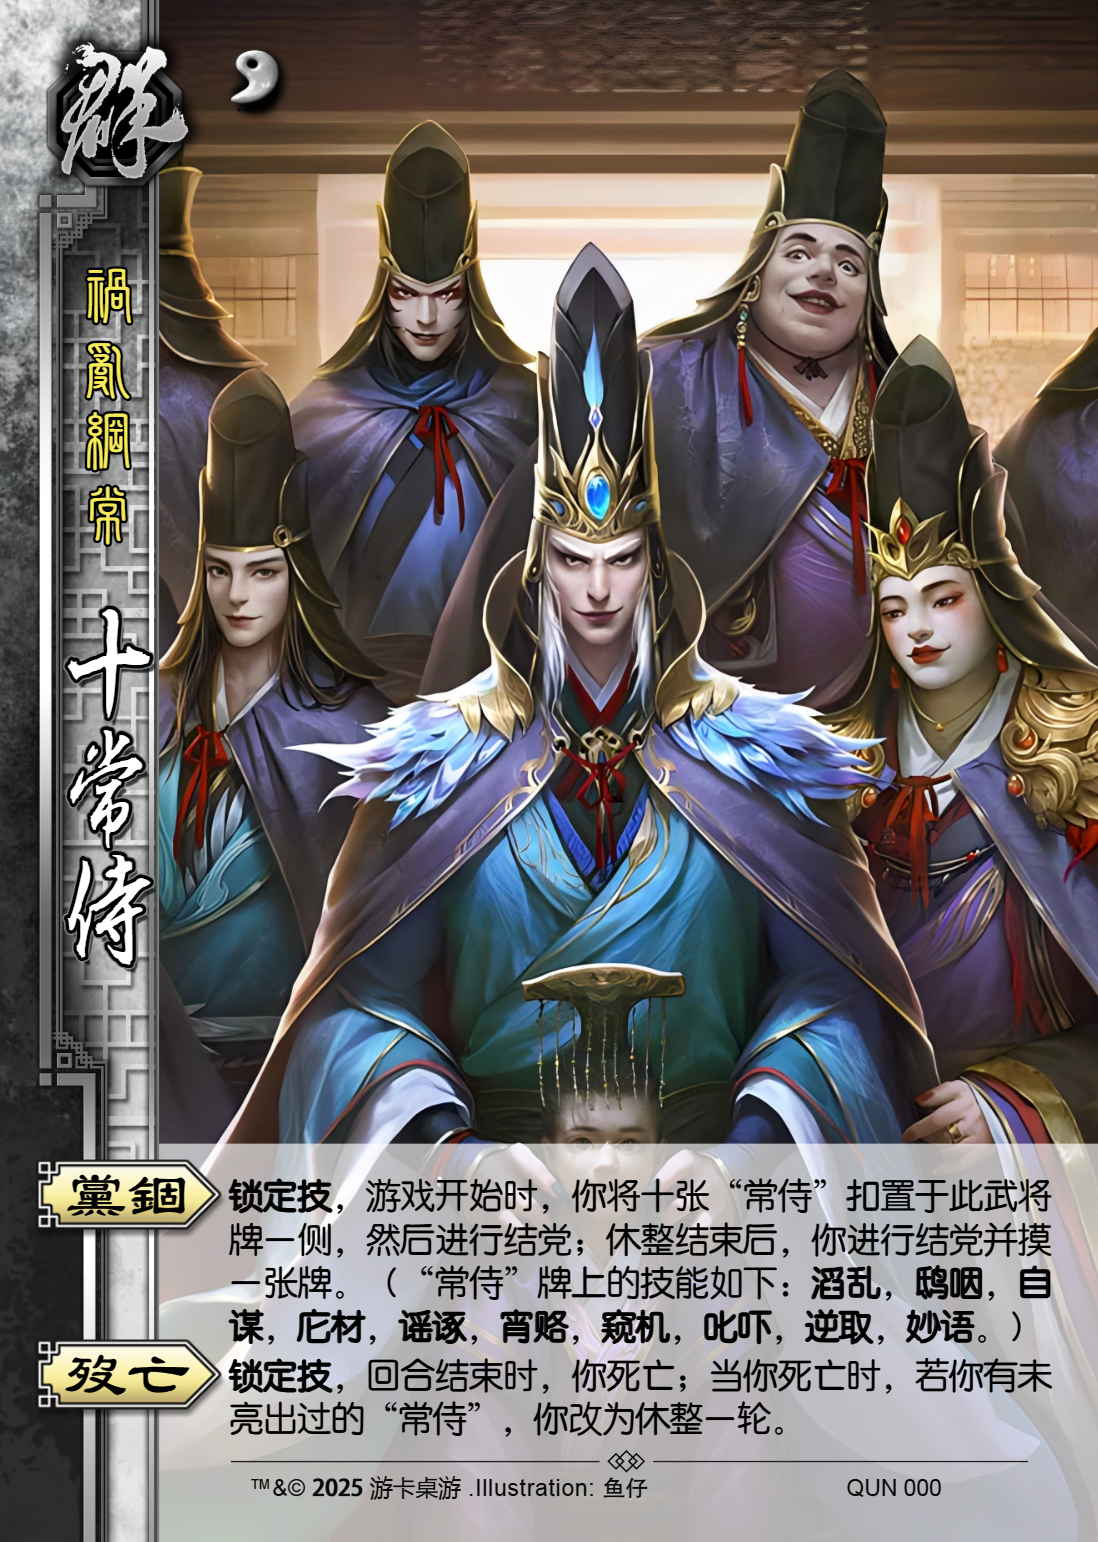 群
禍亂綱常
十常侍
黨錮
锁定技，游戏开始时，你将十张“常侍”扣置于此武将
牌一侧，然后进行结党；休整结束后，你进行结党并摸
一张牌。（“常侍”牌上的技能如下：滔乱，鸱咽，自
谋，庀材，谣诼，宵赂，窥机，叱吓，逆取，妙语。）
歿亡
锁定技，回合结束时，你死亡；当你死亡时，若你有未
亮出过的“常侍”，你改为休整一轮。
™&© 2025 游卡桌游 .Illustration: 鱼仔 QUN 000